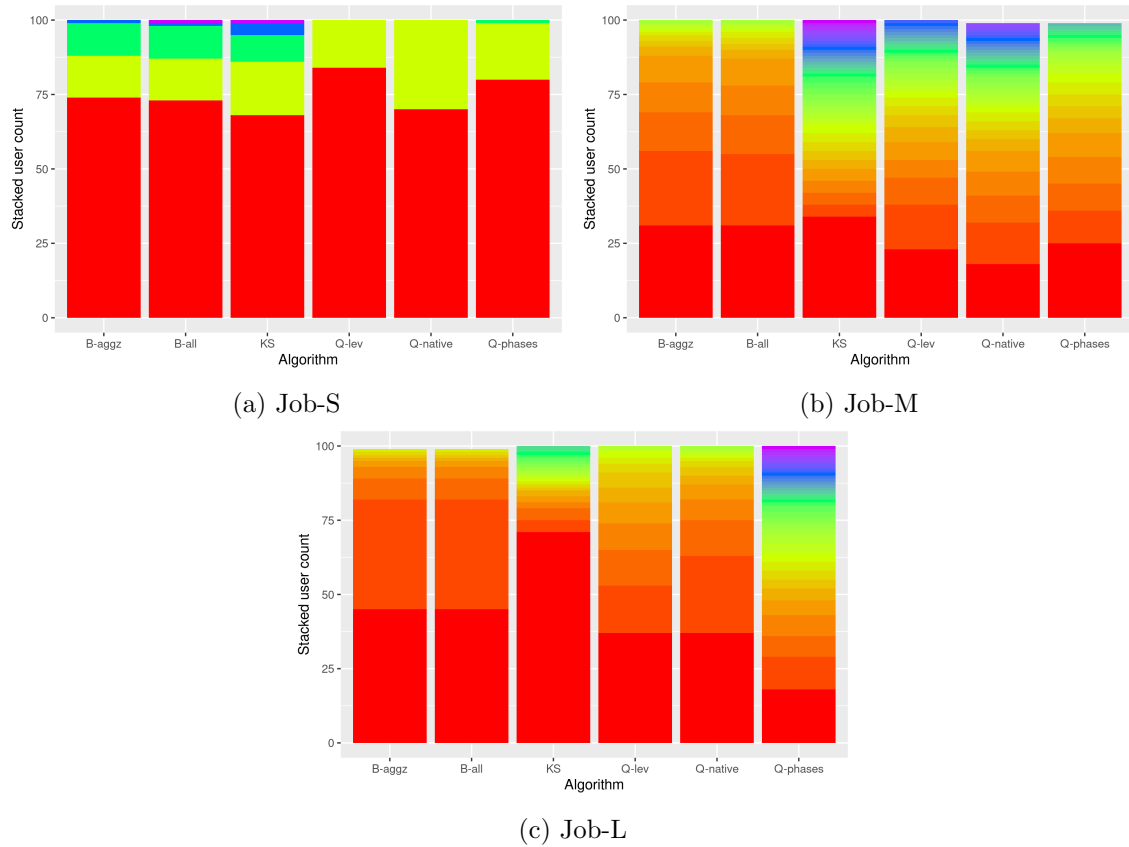 100
75
50
25
0
Stacked user count
B-aggz B-all KS Q-lev Q-native Q-phases
Algorithm
(a) Job-S
100
75
50
25
0
Stacked user count
B-aggz B-all KS Q-lev Q-native Q-phases
Algorithm
(b) Job-M
100
75
50
25
0
Stacked user count
B-aggz B-all KS Q-lev Q-native Q-phases
Algorithm
(c) Job-L